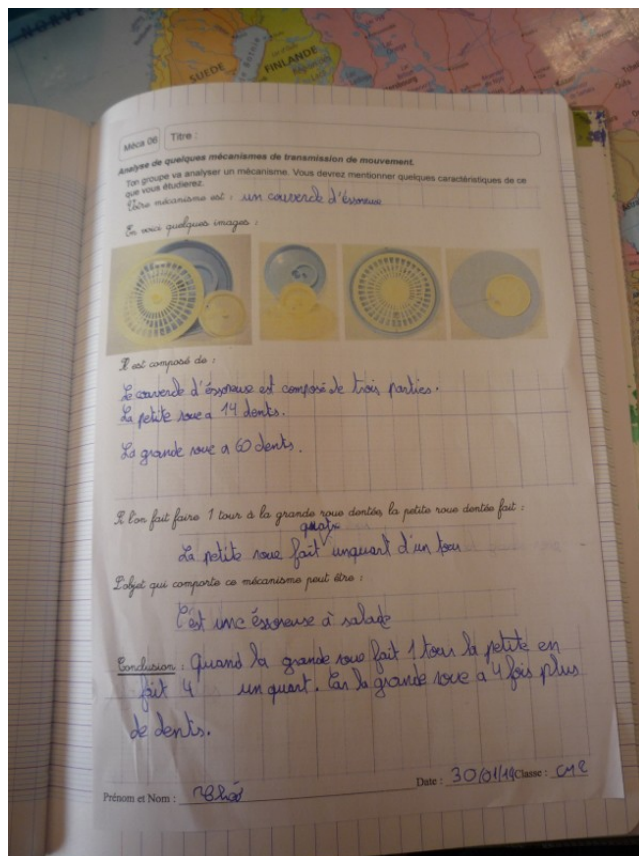 NORVEGE
SUEDE
FINLANDE
Méca 06 Titre :
Analyse de quelques mécanismes de transmission de mouvement.
Ton groupe va analyser un mécanisme. Vous devrez mentionner quelques caractéristiques de ce
que vous étudierez.
Votre mécanisme est : un couvercle d'éssoreuse
En voici quelques images :
Il est composé de :
Le couvercle d'éssoreuse est composé de trois parties.
La petite roue a 14 dents.
La grande roue a 60 dents.
Si l'on fait faire 1 tour à la grande roue dentée, la petite roue dentée fait :
quatre
La petite roue fait unquart d'un tour
L'objet qui comporte ce mécanisme peut être :
C'est une éssoreuse à salade
Conclusion : Quand la grande roue fait 1 tour la petite en
fait 4 un quart. Car la grande roue a 4 fois plus
de dents.
Date : 30/01/14 Classe : CM2
Prénom et Nom :